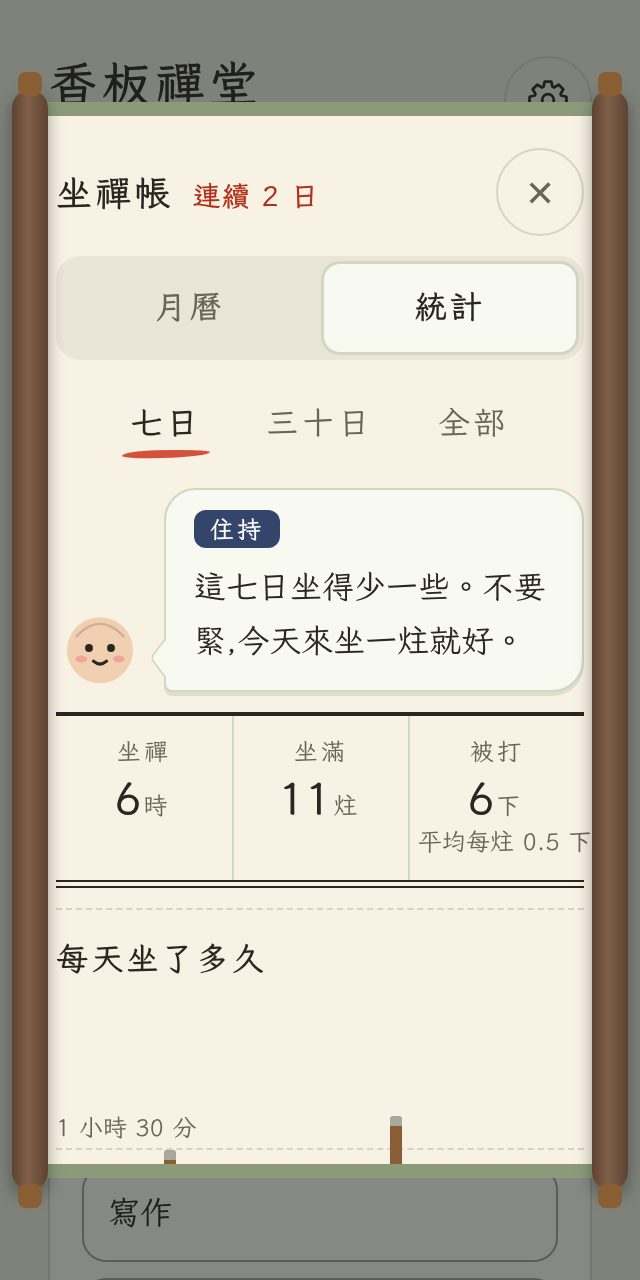 香板禪堂
坐禪帳 連續 2 日
月曆 統計
七日 三十日 全部
住持
這七日坐得少一些。不要
緊,今天來坐一炷就好。
坐禪 坐滿 被打
6時 11炷 6下
平均每炷 0.5 下
每天坐了多久
1 小時 30 分
寫作